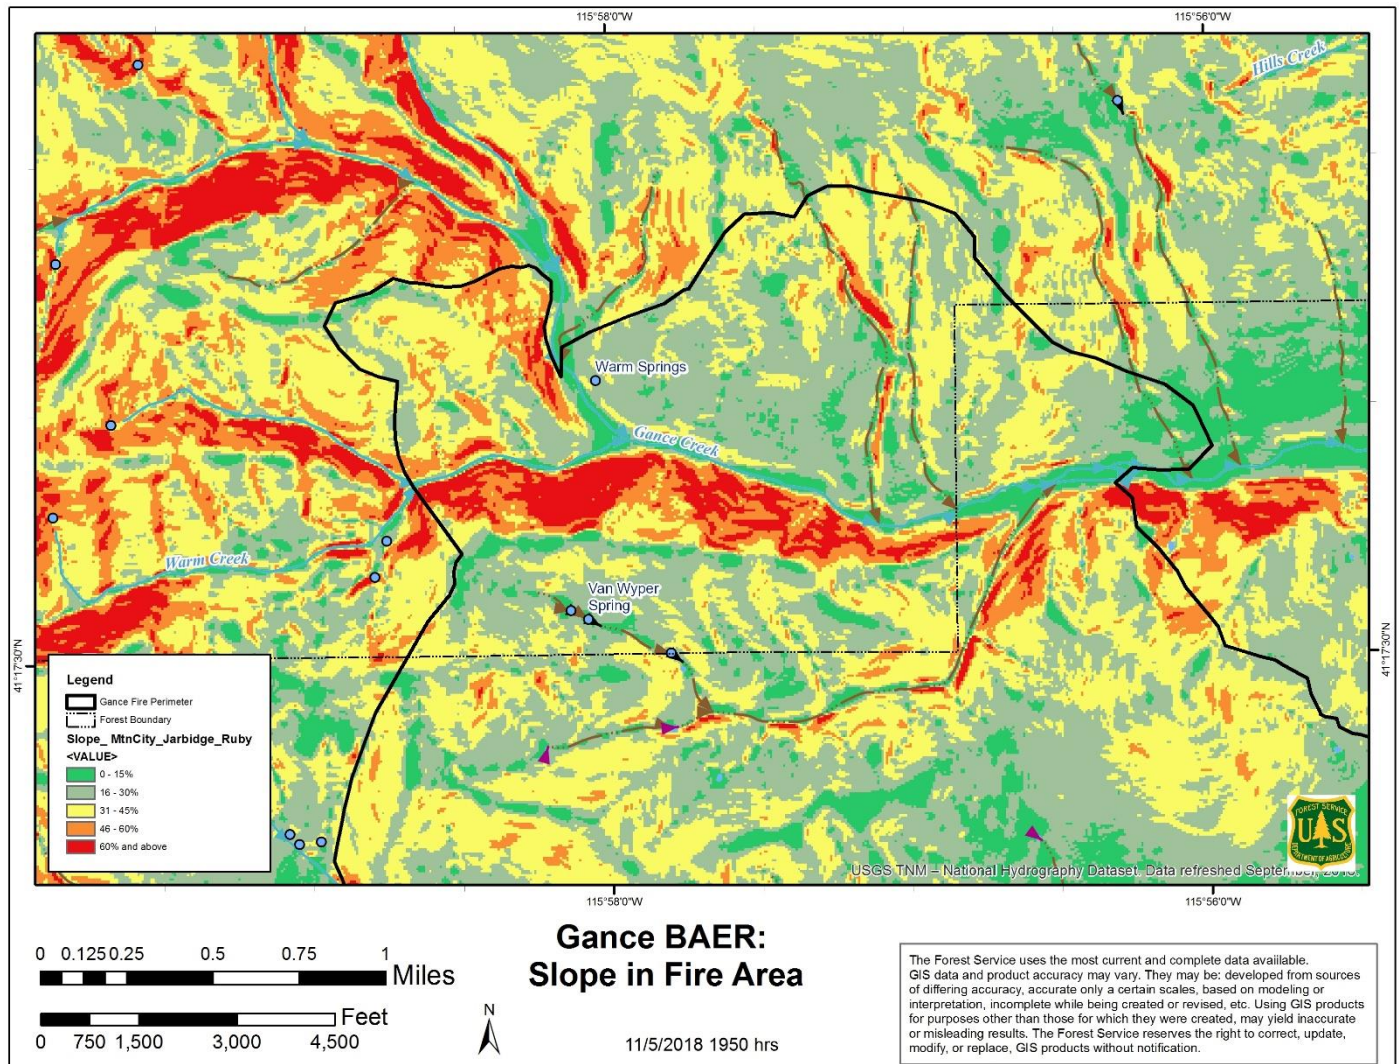 115°58'0"W
115°56'0"W
Hills Creek
Warm Springs
Gance Creek
Warm Creek
Van Wyper
Spring
41°17'30"N
41°17'30"N
Legend
Gance Fire Perimeter
Forest Boundary
Slope_ MtnCity_Jarbidge_Ruby
<VALUE>
0 - 15%
16 - 30%
31 - 45%
46 - 60%
60% and above
FOREST SERVICE
U S
DEPARTMENT OF AGRICULTURE
USGS TNM – National Hydrography Dataset. Data refreshed September, 2018.
115°58'0"W
115°56'0"W
Gance BAER:
Slope in Fire Area
0 0.125 0.25 0.5 0.75 1
Miles
Feet
0 750 1,500 3,000 4,500
N
11/5/2018 1950 hrs
The Forest Service uses the most current and complete data avaiilable.
GIS data and product accuracy may vary. They may be: developed from sources
of differing accuracy, accurate only a certain scales, based on modeling or
interpretation, incomplete while being created or revised, etc. Using GIS products
for purposes other than those for which they were created, may yield inaccurate
or misleading results. The Forest Service reserves the right to correct, update,
modify, or replace, GIS products without notification.